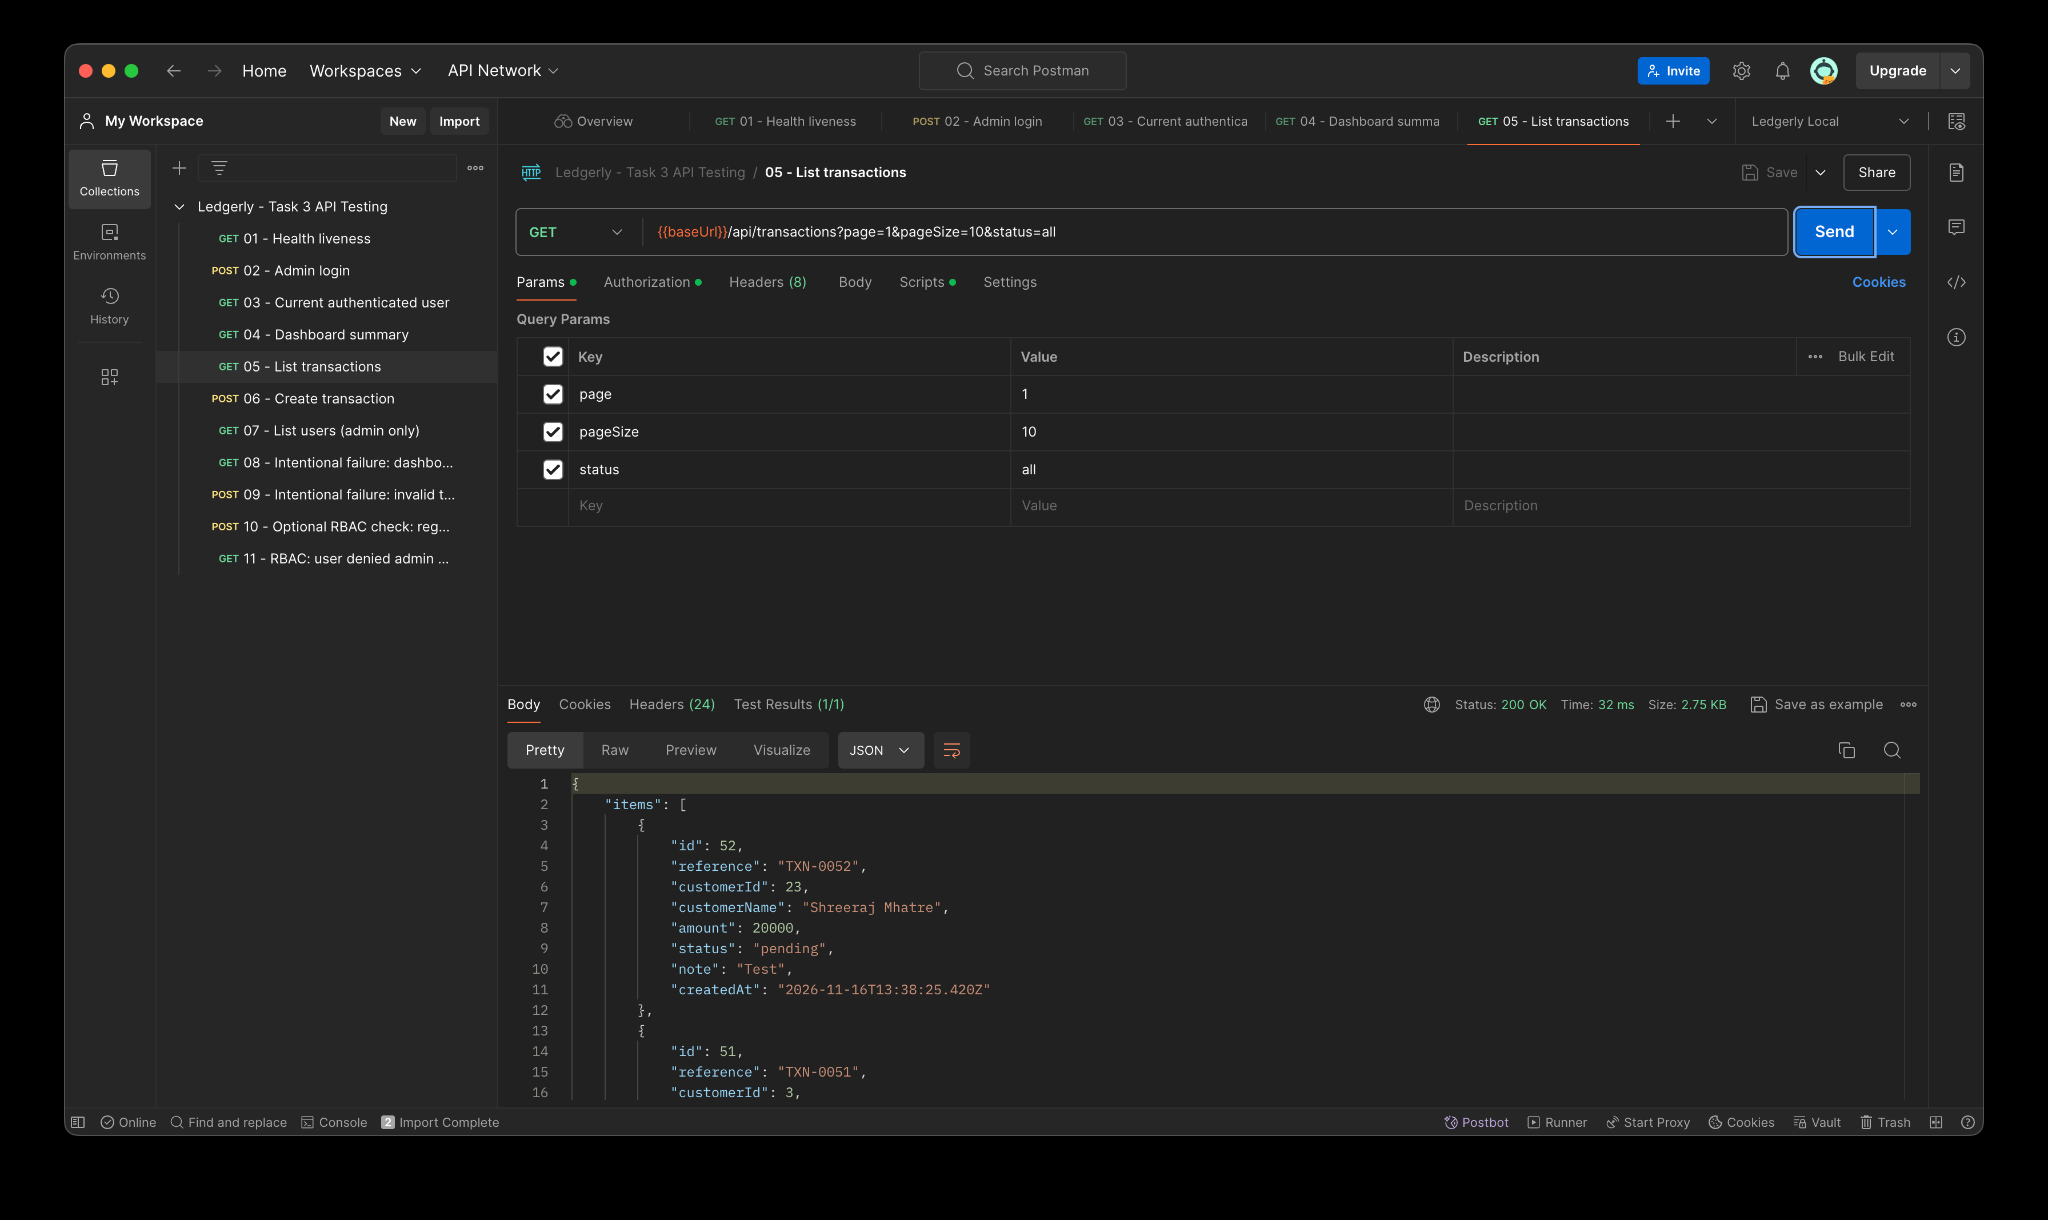 Home Workspaces API Network Search Postman Invite Upgrade
My Workspace New Import Overview GET 01 - Health liveness POST 02 - Admin login GET 03 - Current authentica GET 04 - Dashboard summa GET 05 - List transactions Ledgerly Local
Collections
Environments
History
Ledgerly - Task 3 API Testing
GET 01 - Health liveness
POST 02 - Admin login
GET 03 - Current authenticated user
GET 04 - Dashboard summary
GET 05 - List transactions
POST 06 - Create transaction
GET 07 - List users (admin only)
GET 08 - Intentional failure: dashbo...
POST 09 - Intentional failure: invalid t...
POST 10 - Optional RBAC check: reg...
GET 11 - RBAC: user denied admin ...
HTTP Ledgerly - Task 3 API Testing / 05 - List transactions Save Share
GET {{baseUrl}}/api/transactions?page=1&pageSize=10&status=all Send
Params Authorization Headers (8) Body Scripts Settings Cookies
Query Params
Key Value Description Bulk Edit
page 1
pageSize 10
status all
Key Value Description
Body Cookies Headers (24) Test Results (1/1) Status: 200 OK Time: 32 ms Size: 2.75 KB Save as example
Pretty Raw Preview Visualize JSON
1 {
2 "items": [
3 {
4 "id": 52,
5 "reference": "TXN-0052",
6 "customerId": 23,
7 "customerName": "Shreeraj Mhatre",
8 "amount": 20000,
9 "status": "pending",
10 "note": "Test",
11 "createdAt": "2026-11-16T13:38:25.420Z"
12 },
13 {
14 "id": 51,
15 "reference": "TXN-0051",
16 "customerId": 3,
Online Find and replace Console 2 Import Complete Postbot Runner Start Proxy Cookies Vault Trash